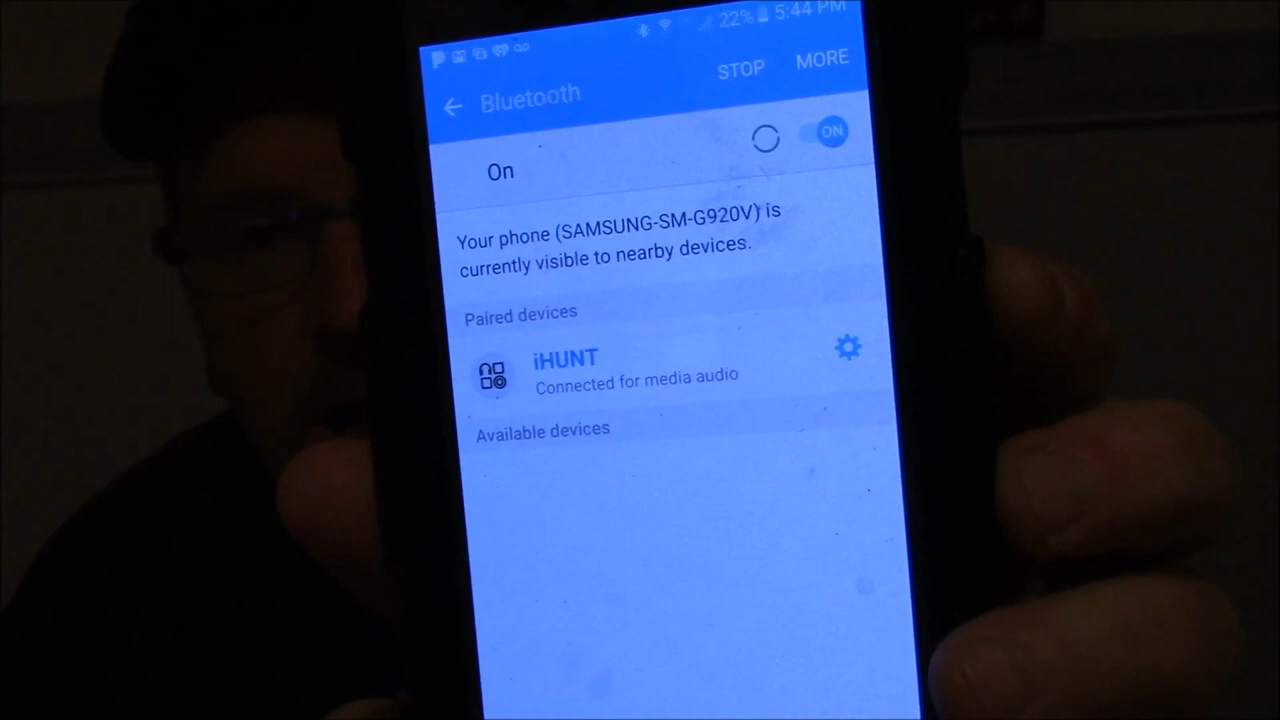 22% 5:44 PM
Bluetooth STOP MORE
On ON
Your phone (SAMSUNG-SM-G920V) is
currently visible to nearby devices.
Paired devices
iHUNT
Connected for media audio
Available devices